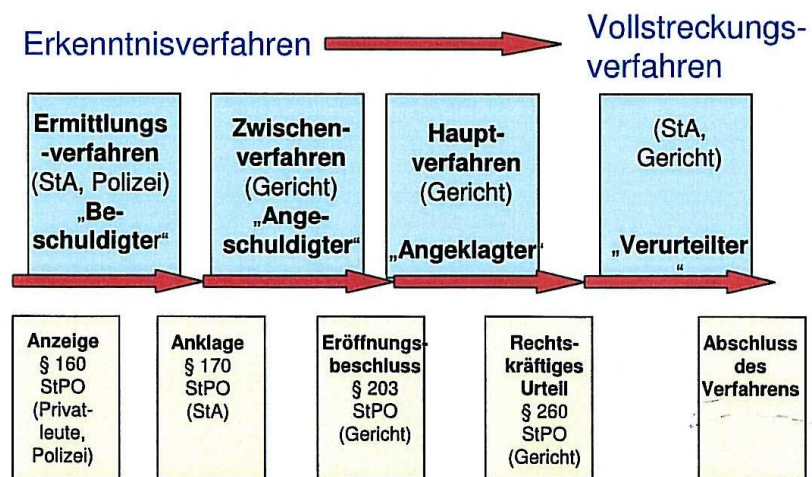 Erkenntnisverfahren
Vollstreckungs-
verfahren
Ermittlungs
-verfahren
(StA, Polizei)
„Be-
schuldigter“
Zwischen-
verfahren
(Gericht)
„Ange-
schuldigter“
Haupt-
verfahren
(Gericht)
„Angeklagter“
(StA,
Gericht)
„Verurteilter
“
Anzeige
§ 160
StPO
(Privat-
leute,
Polizei)
Anklage
§ 170
StPO
(StA)
Eröffnungs-
beschluss
§ 203
StPO
(Gericht)
Rechts-
kräftiges
Urteil
§ 260
StPO
(Gericht)
Abschluss
des
Verfahrens